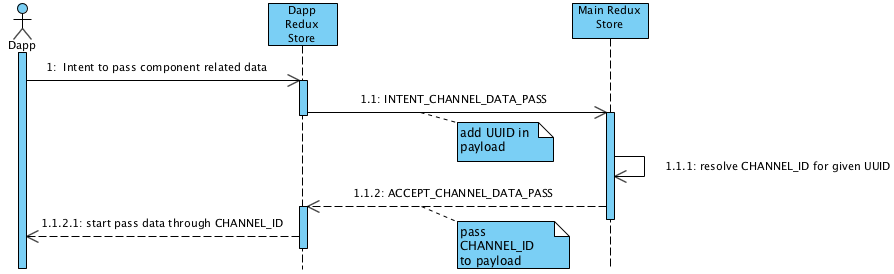 Dapp
Redux
Store
Main Redux
Store
Dapp
1:  Intent to pass component related data
1.1: INTENT_CHANNEL_DATA_PASS
add UUID in
payload
1.1.1: resolve CHANNEL_ID for given UUID
1.1.2: ACCEPT_CHANNEL_DATA_PASS
1.1.2.1: start pass data through CHANNEL_ID
pass
CHANNEL_ID
to payload